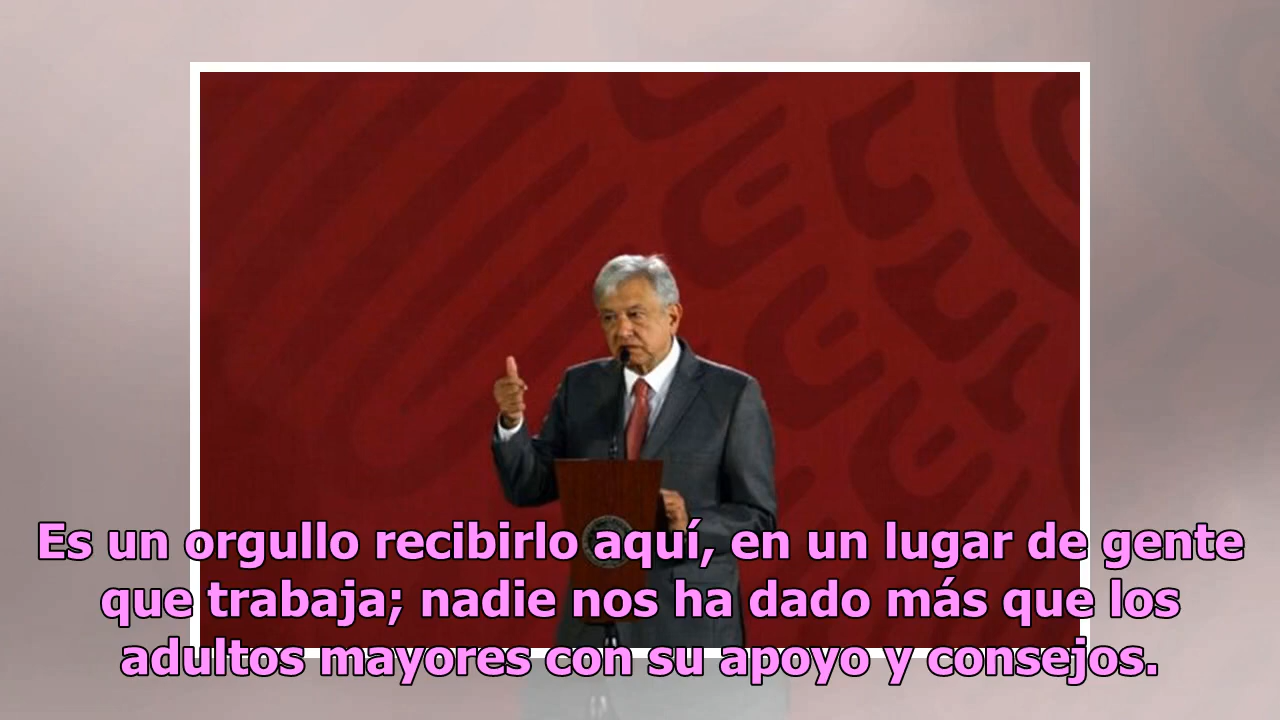 Es un orgullo recibirlo aquí, en un lugar de gente
que trabaja; nadie nos ha dado más que los
adultos mayores con su apoyo y consejos.